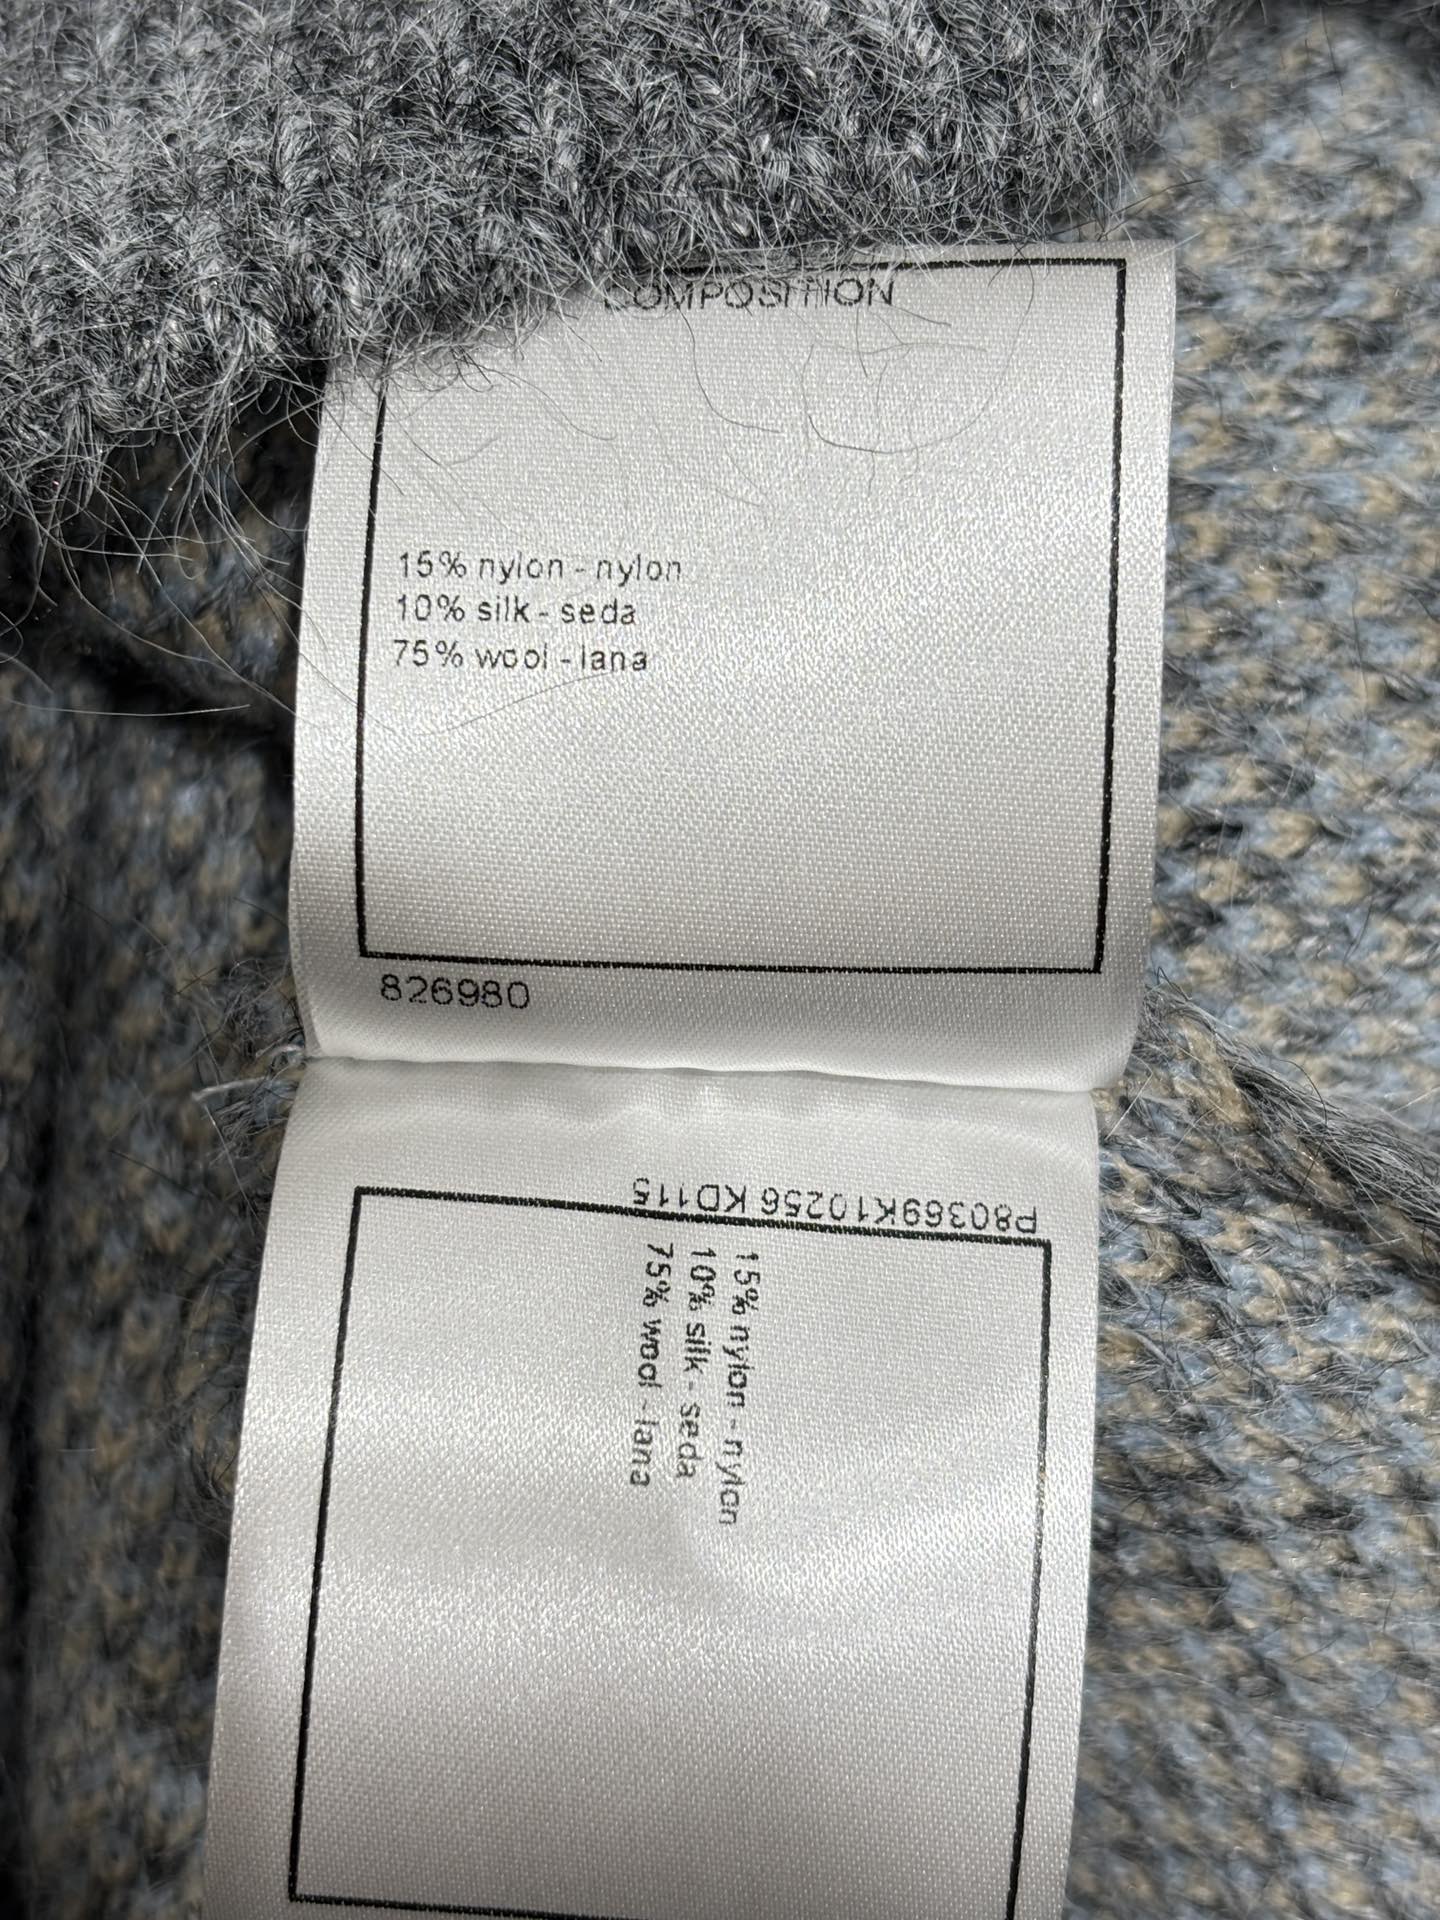 COMPOSITION
15% nylon - nylon
10% silk - seda
75% wool - lana
826980
P80369K10256 KD115
15% nylon - nylon
10% silk - seda
75% wool - lana